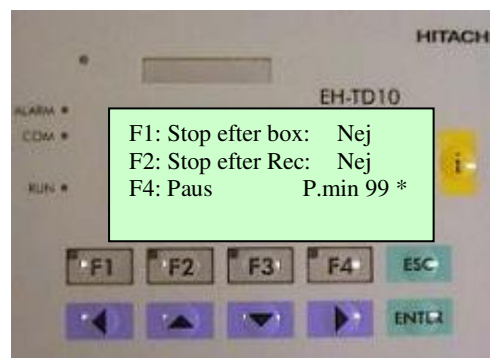 HITACH
EH-TD10
ALARM
COM
RUN
F1: Stop efter box: Nej
F2: Stop efter Rec: Nej
F4: Paus P.min 99 *
F1 F2 F3 F4 ESC
ENTER